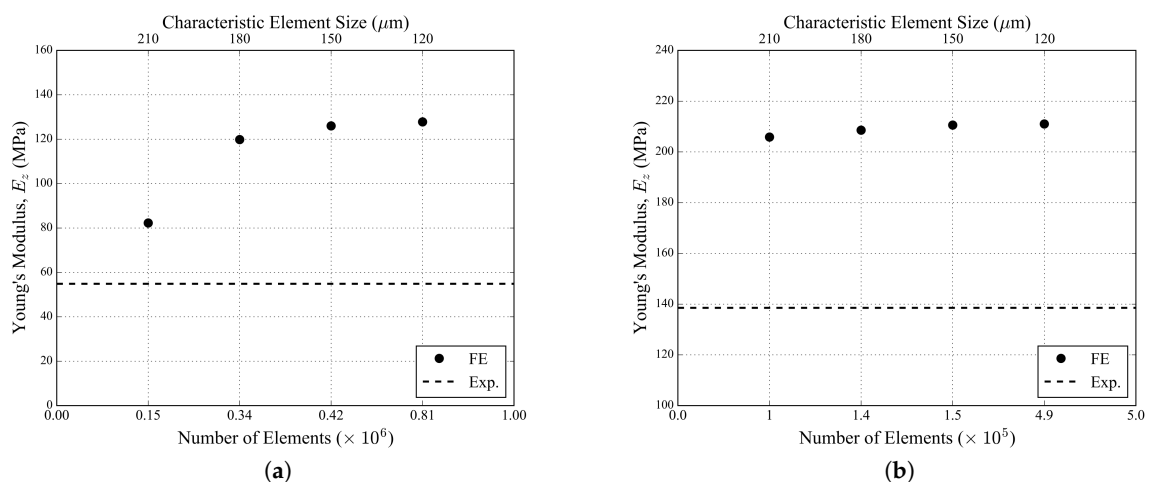 Characteristic Element Size (μm)
210 180 150 120
160
140
120
100
80
60
40
20
0
Young's Modulus, E_z (MPa)
FE
Exp.
0.00 0.15 0.34 0.42 0.81 1.00
Number of Elements (× 10^6)
(a)
Characteristic Element Size (μm)
210 180 150 120
240
220
200
180
160
140
120
100
Young's Modulus, E_z (MPa)
FE
Exp.
0.0 1 1.4 1.5 4.9 5.0
Number of Elements (× 10^5)
(b)